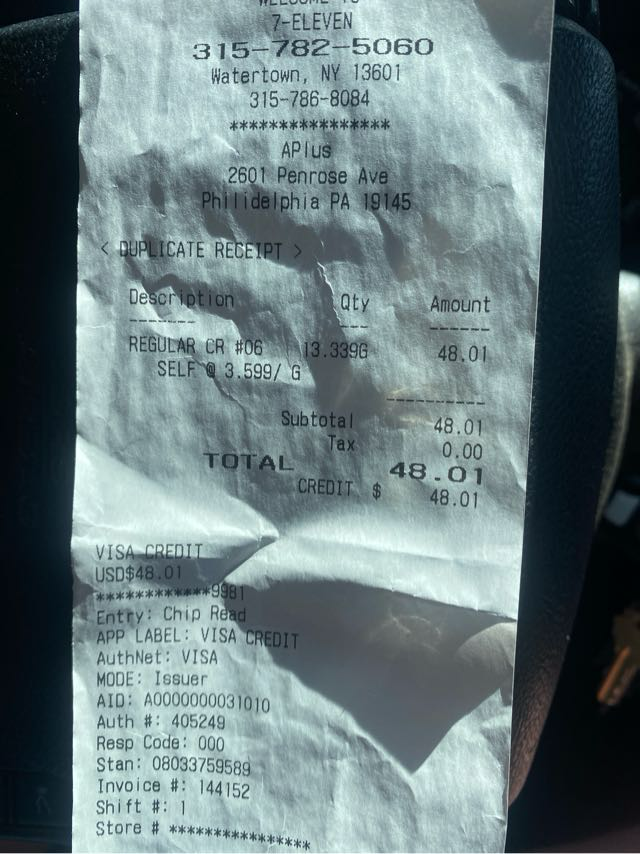 WELCOME TO
7-ELEVEN
315-782-5060
Watertown, NY 13601
315-786-8084
****************
APlus
2601 Penrose Ave
Philidelphia PA 19145
< DUPLICATE RECEIPT >
Description Qty Amount
------- --- ------
REGULAR CR #06 13.339G 48.01
SELF @ 3.599/ G
----------
Subtotal 48.01
Tax 0.00
TOTAL 48.01
CREDIT $ 48.01
VISA CREDIT
USD$48.01
************9981
Entry: Chip Read
APP LABEL: VISA CREDIT
AuthNet: VISA
MODE: Issuer
AID: A0000000031010
Auth #: 405249
Resp Code: 000
Stan: 08033759589
Invoice #: 144152
Shift #: 1
Store # ****************